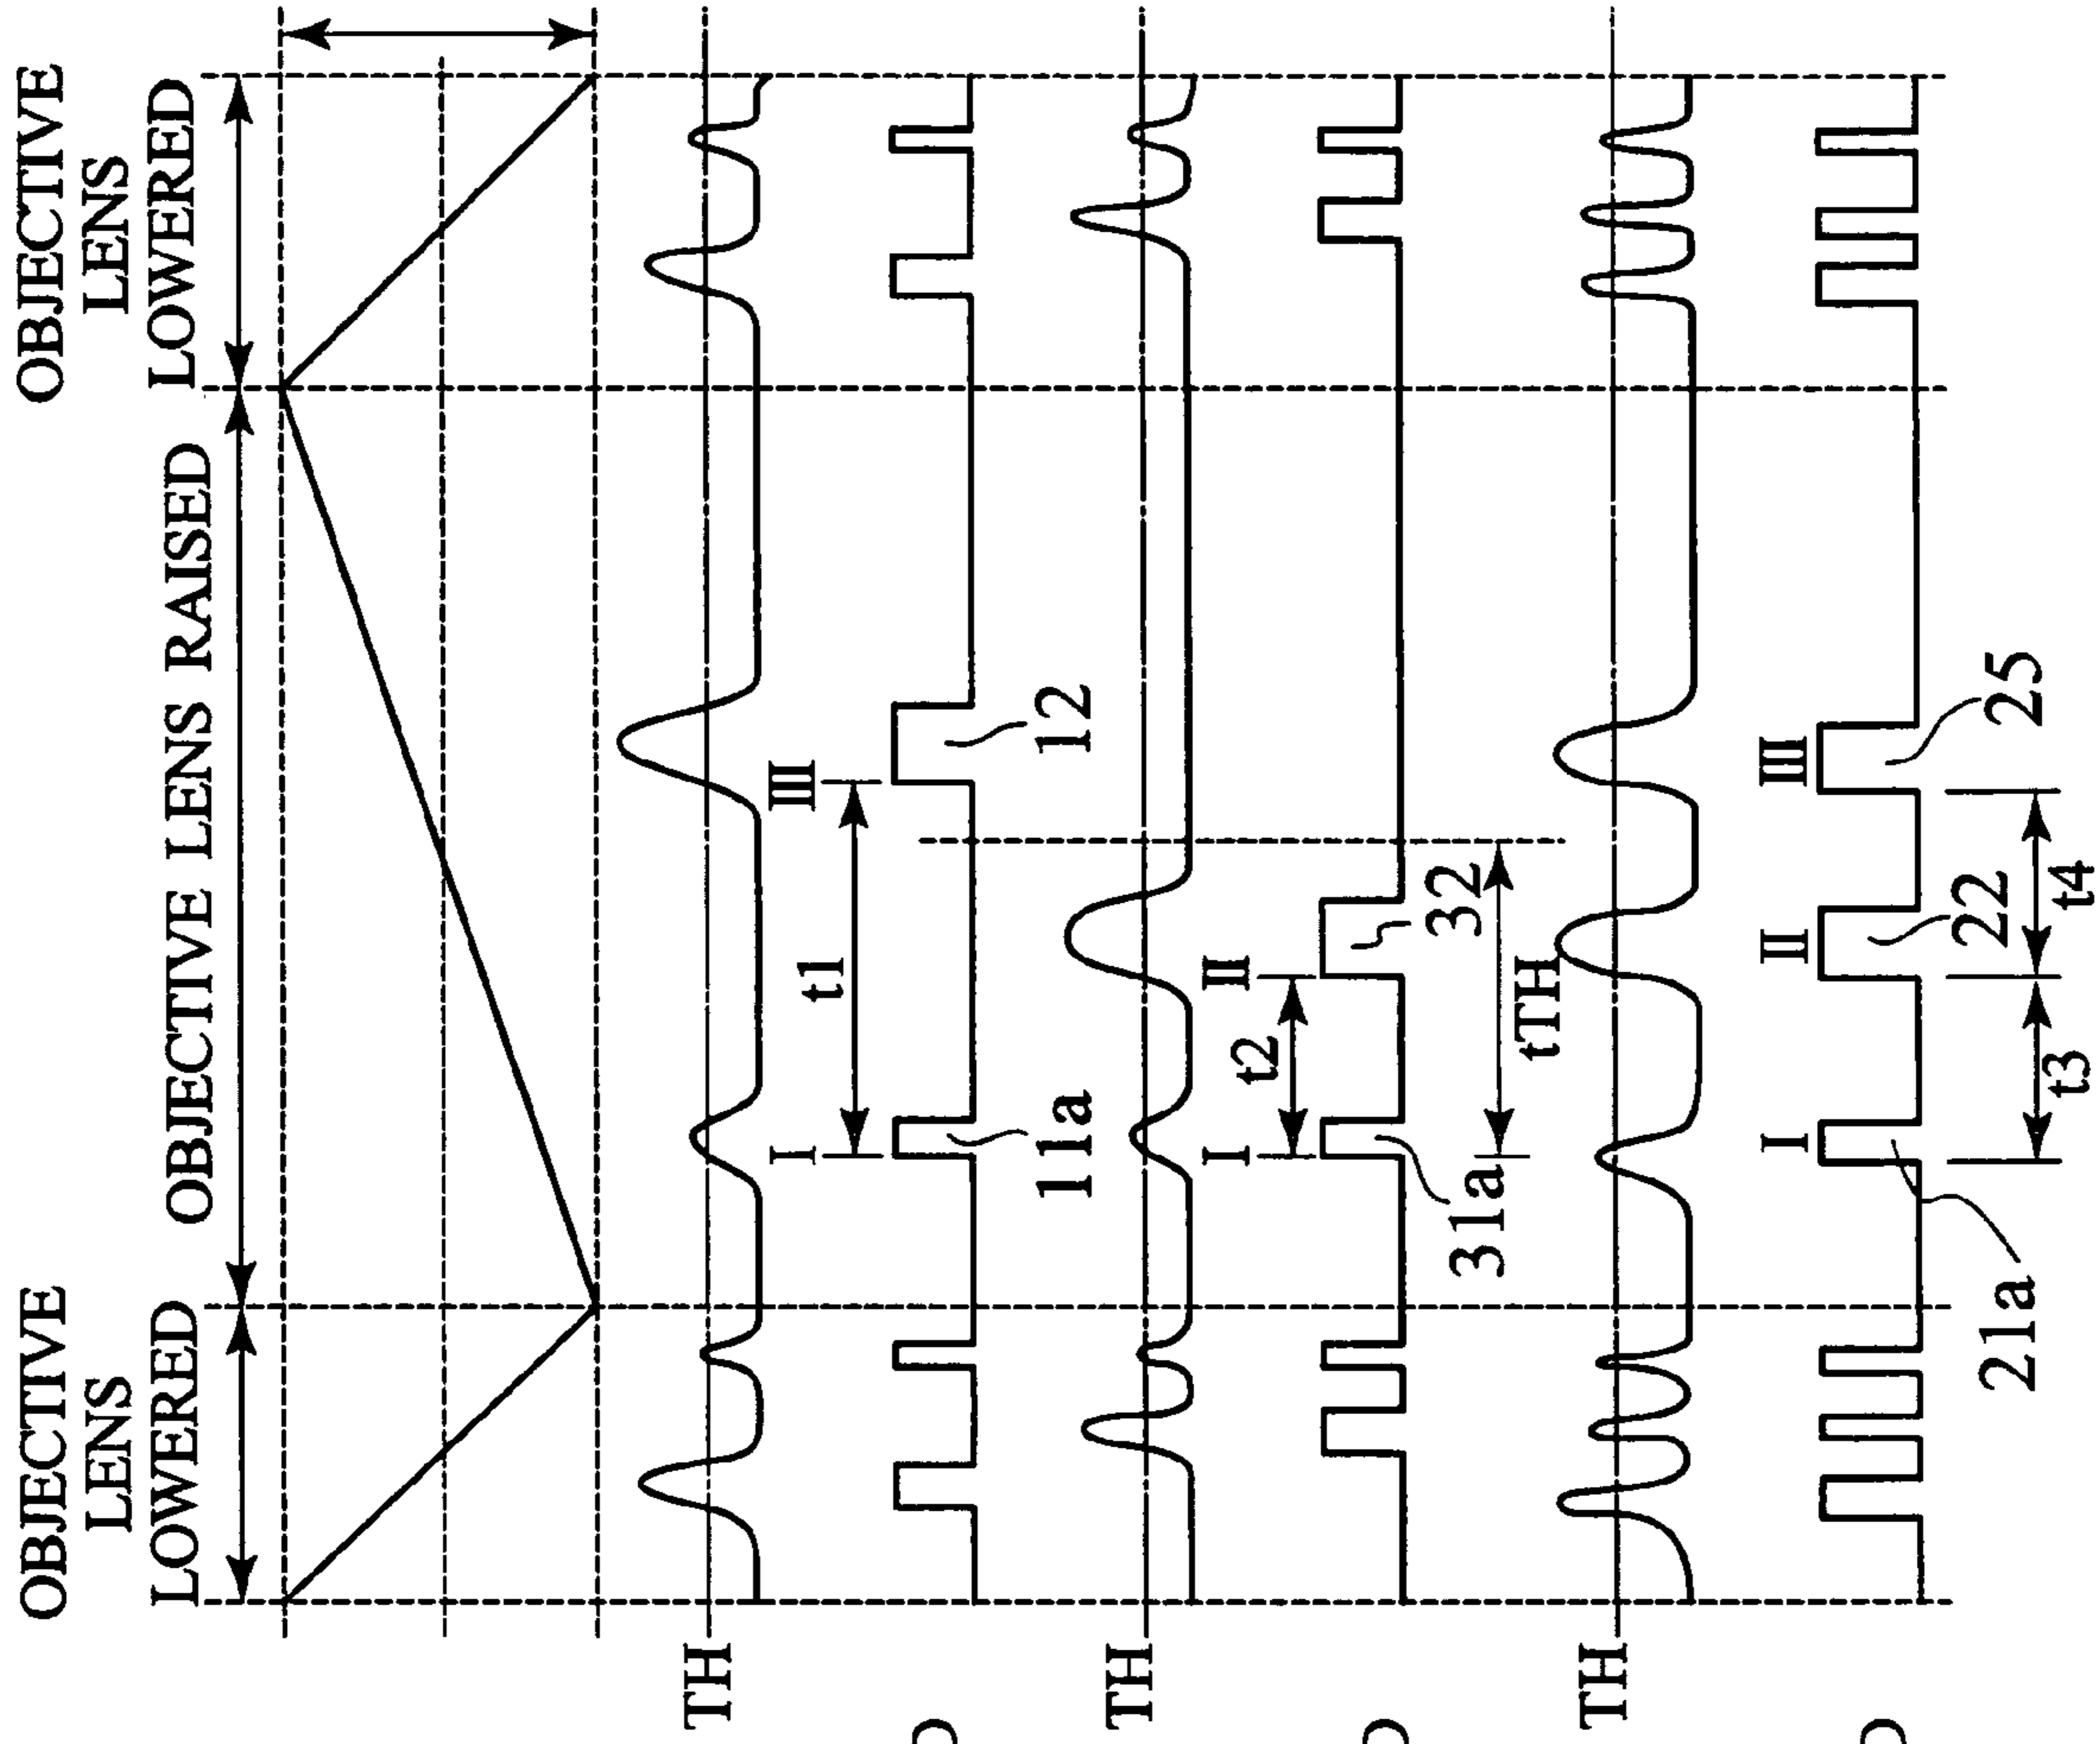 OBJECTIVE
LENS
LOWERED
OBJECTIVE LENS RAISED
OBJECTIVE
LENS
LOWERED
TH
I
t1
III
11a
12
TH
I
t2
II
31a
32
tTH
TH
I
II
III
21a
22
25
t3
t4